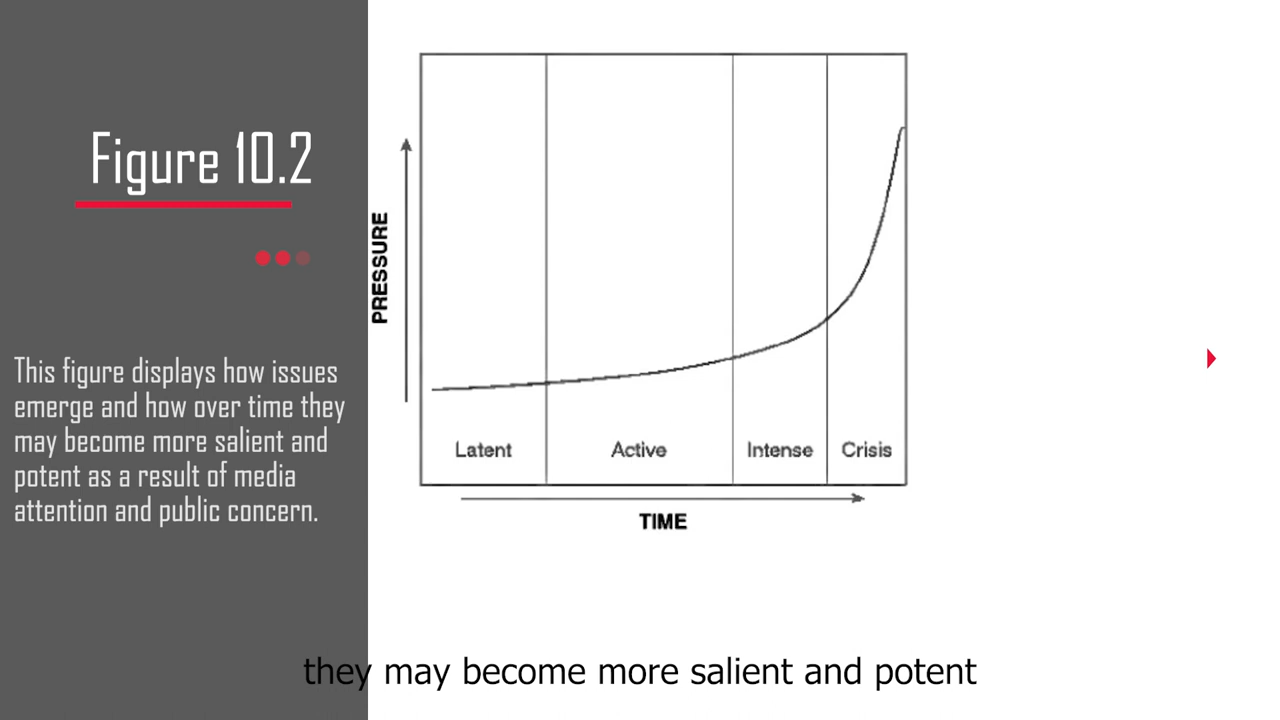 Figure 10.2
This figure displays how issues
emerge and how over time they
may become more salient and
potent as a result of media
attention and public concern.
PRESSURE
Latent
Active
Intense
Crisis
TIME
they may become more salient and potent